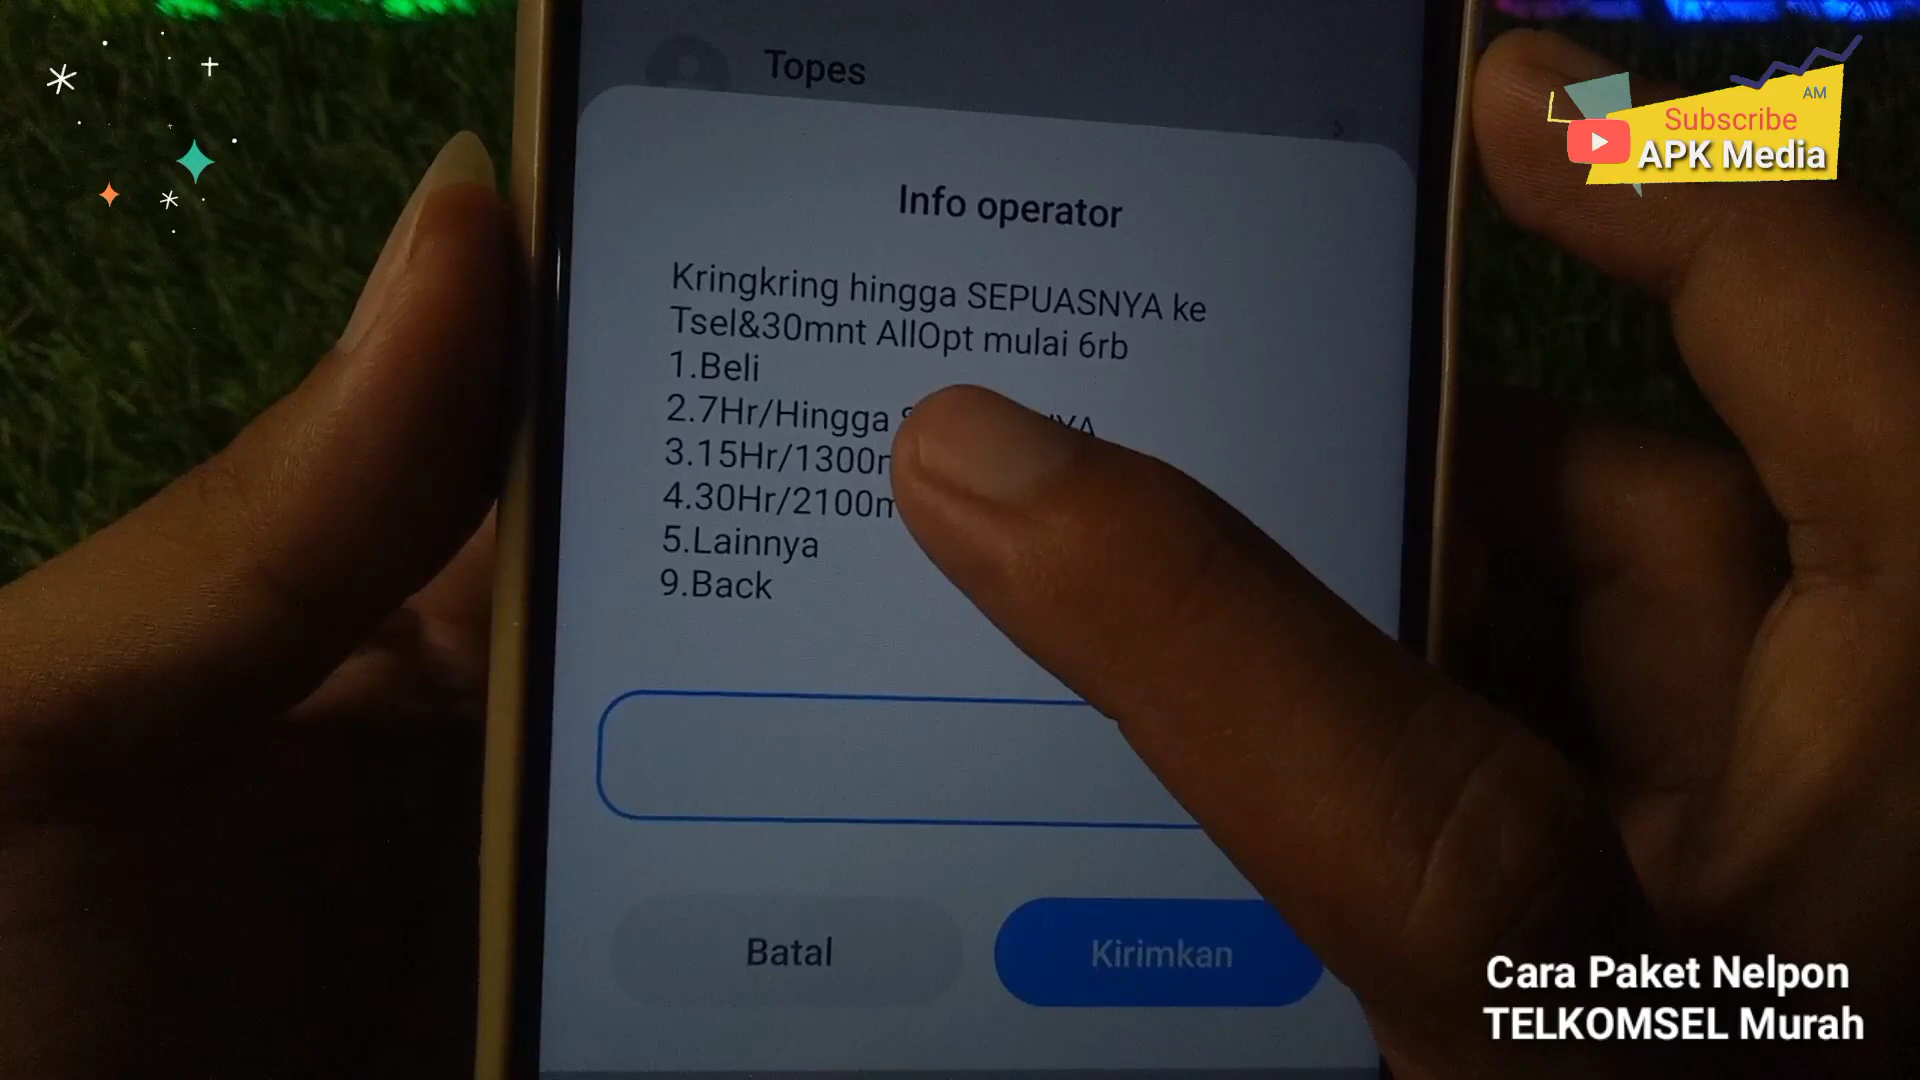 Topes
AM
Subscribe
APK Media
Info operator
Kringkring hingga SEPUASNYA ke
Tsel&30mnt AllOpt mulai 6rb
1.Beli
2.7Hr/Hingga
3.15Hr/1300
4.30Hr/2100
5.Lainnya
9.Back
Batal
Kirimkan
Cara Paket Nelpon
TELKOMSEL Murah